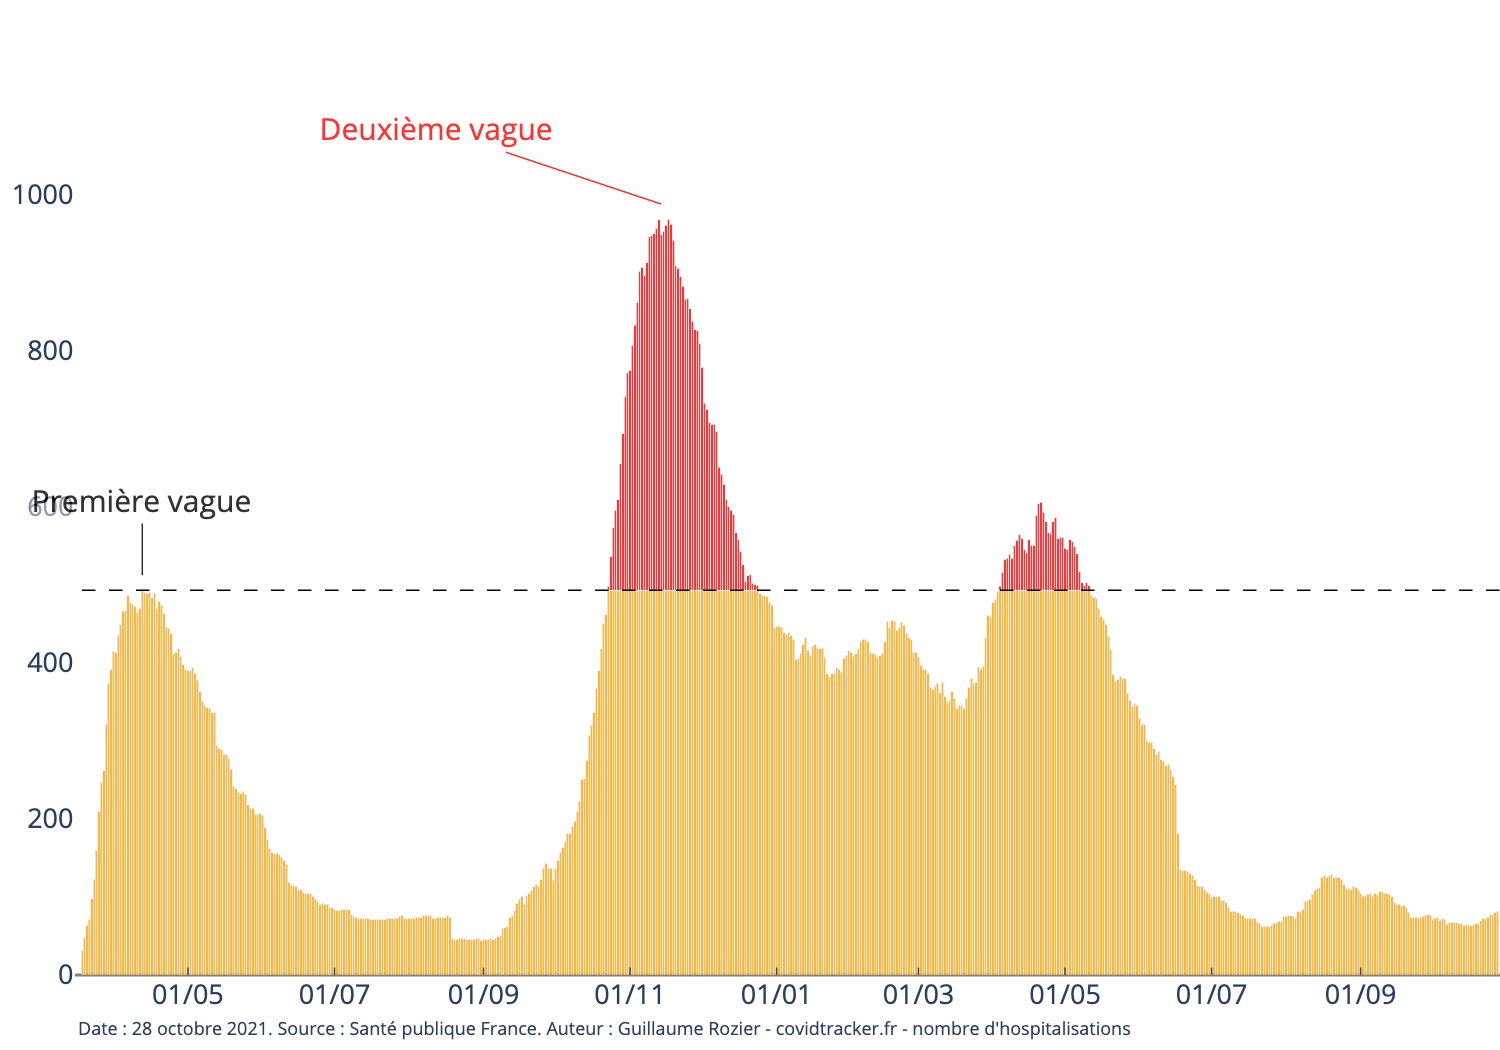 Deuxième vague
1000
800
600
Première vague
400
200
0
01/05 01/07 01/09 01/11 01/01 01/03 01/05 01/07 01/09
Date : 28 octobre 2021. Source : Santé publique France. Auteur : Guillaume Rozier - covidtracker.fr - nombre d'hospitalisations